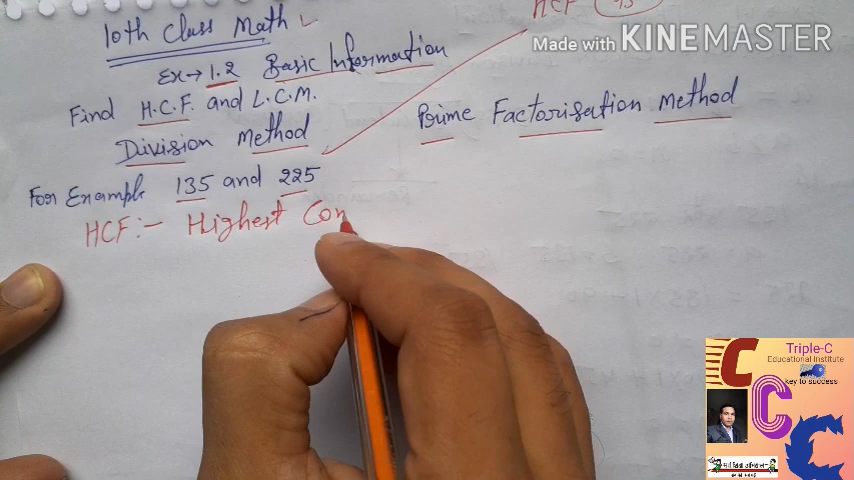 10th Class Math
Ex→ 1.2 Basic Information
Find H.C.F. and L.C.M.
Division Method
For Example 135 and 225
HCF:- Highest Con
HCF
Made with KINEMASTER
Prime Factorisation Method
Triple-C
Educational Institute
key to success
C
C
C